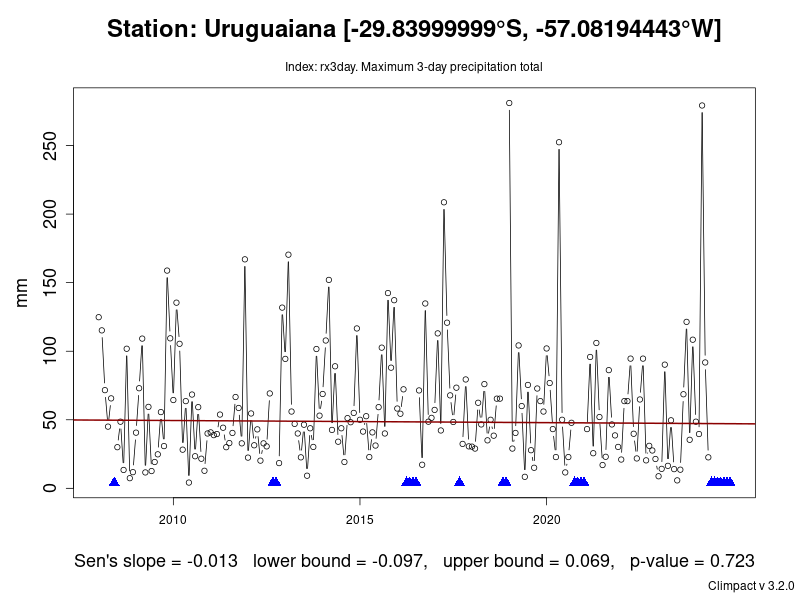 Station: Uruguaiana [-29.83999999°S, -57.08194443°W]
Index: rx3day. Maximum 3-day precipitation total
mm
250
200
150
100
50
0
2010 2015 2020
Sen's slope = -0.013 lower bound = -0.097, upper bound = 0.069, p-value = 0.723
Climpact v 3.2.0